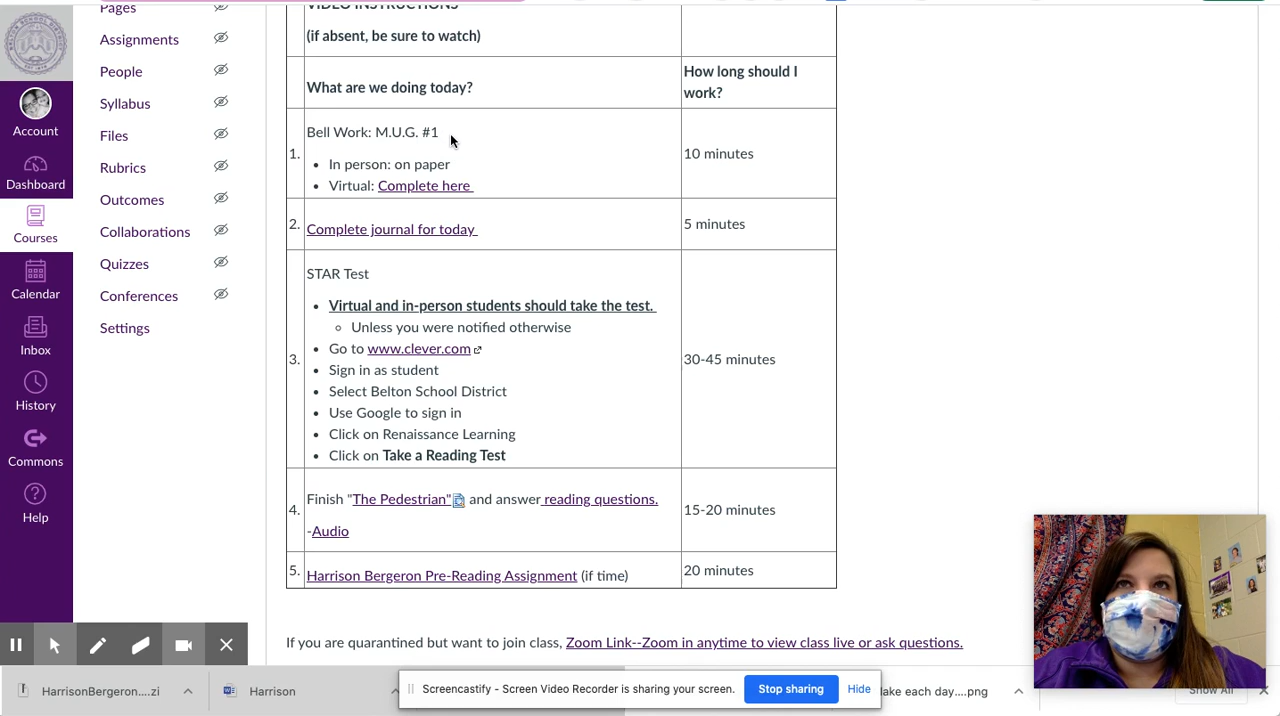 Pages
Assignments
People
Syllabus
Files
Rubrics
Outcomes
Collaborations
Quizzes
Conferences
Settings
Account
Dashboard
Courses
Calendar
Inbox
History
Commons
Help
VIDEO INSTRUCTIONS
(if absent, be sure to watch)
What are we doing today?
How long should I
work?
1.
Bell Work: M.U.G. #1
• In person: on paper
• Virtual: Complete here
10 minutes
2.
Complete journal for today
5 minutes
3.
STAR Test
• Virtual and in-person students should take the test.
◦ Unless you were notified otherwise
• Go to www.clever.com
• Sign in as student
• Select Belton School District
• Use Google to sign in
• Click on Renaissance Learning
• Click on Take a Reading Test
30-45 minutes
4.
Finish "The Pedestrian" and answer reading questions.
-Audio
15-20 minutes
5.
Harrison Bergeron Pre-Reading Assignment (if time)
20 minutes
If you are quarantined but want to join class, Zoom Link--Zoom in anytime to view class live or ask questions.
HarrisonBergeron....zi
Harrison
Screencastify - Screen Video Recorder is sharing your screen.
Stop sharing
Hide
ake each day....png
Show All